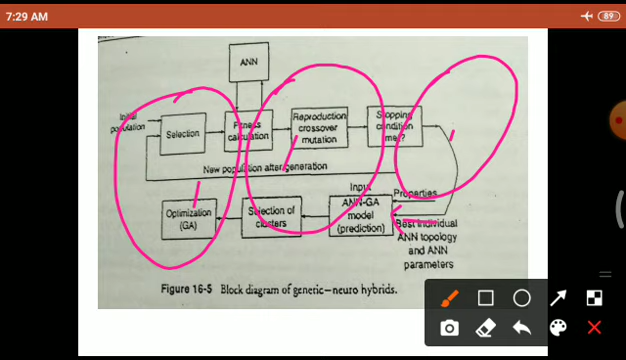 7:29 AM
89
ANN
Initial
population
Selection
Fitness
calculation
Reproduction
crossover
mutation
Stopping
condition
met?
New population after generation
Input
Properties
Optimization
(GA)
Selection of
clusters
ANN-GA
model
(prediction)
Best individual
ANN topology
and ANN
parameters
Figure 16-5 Block diagram of genetic–neuro hybrids.